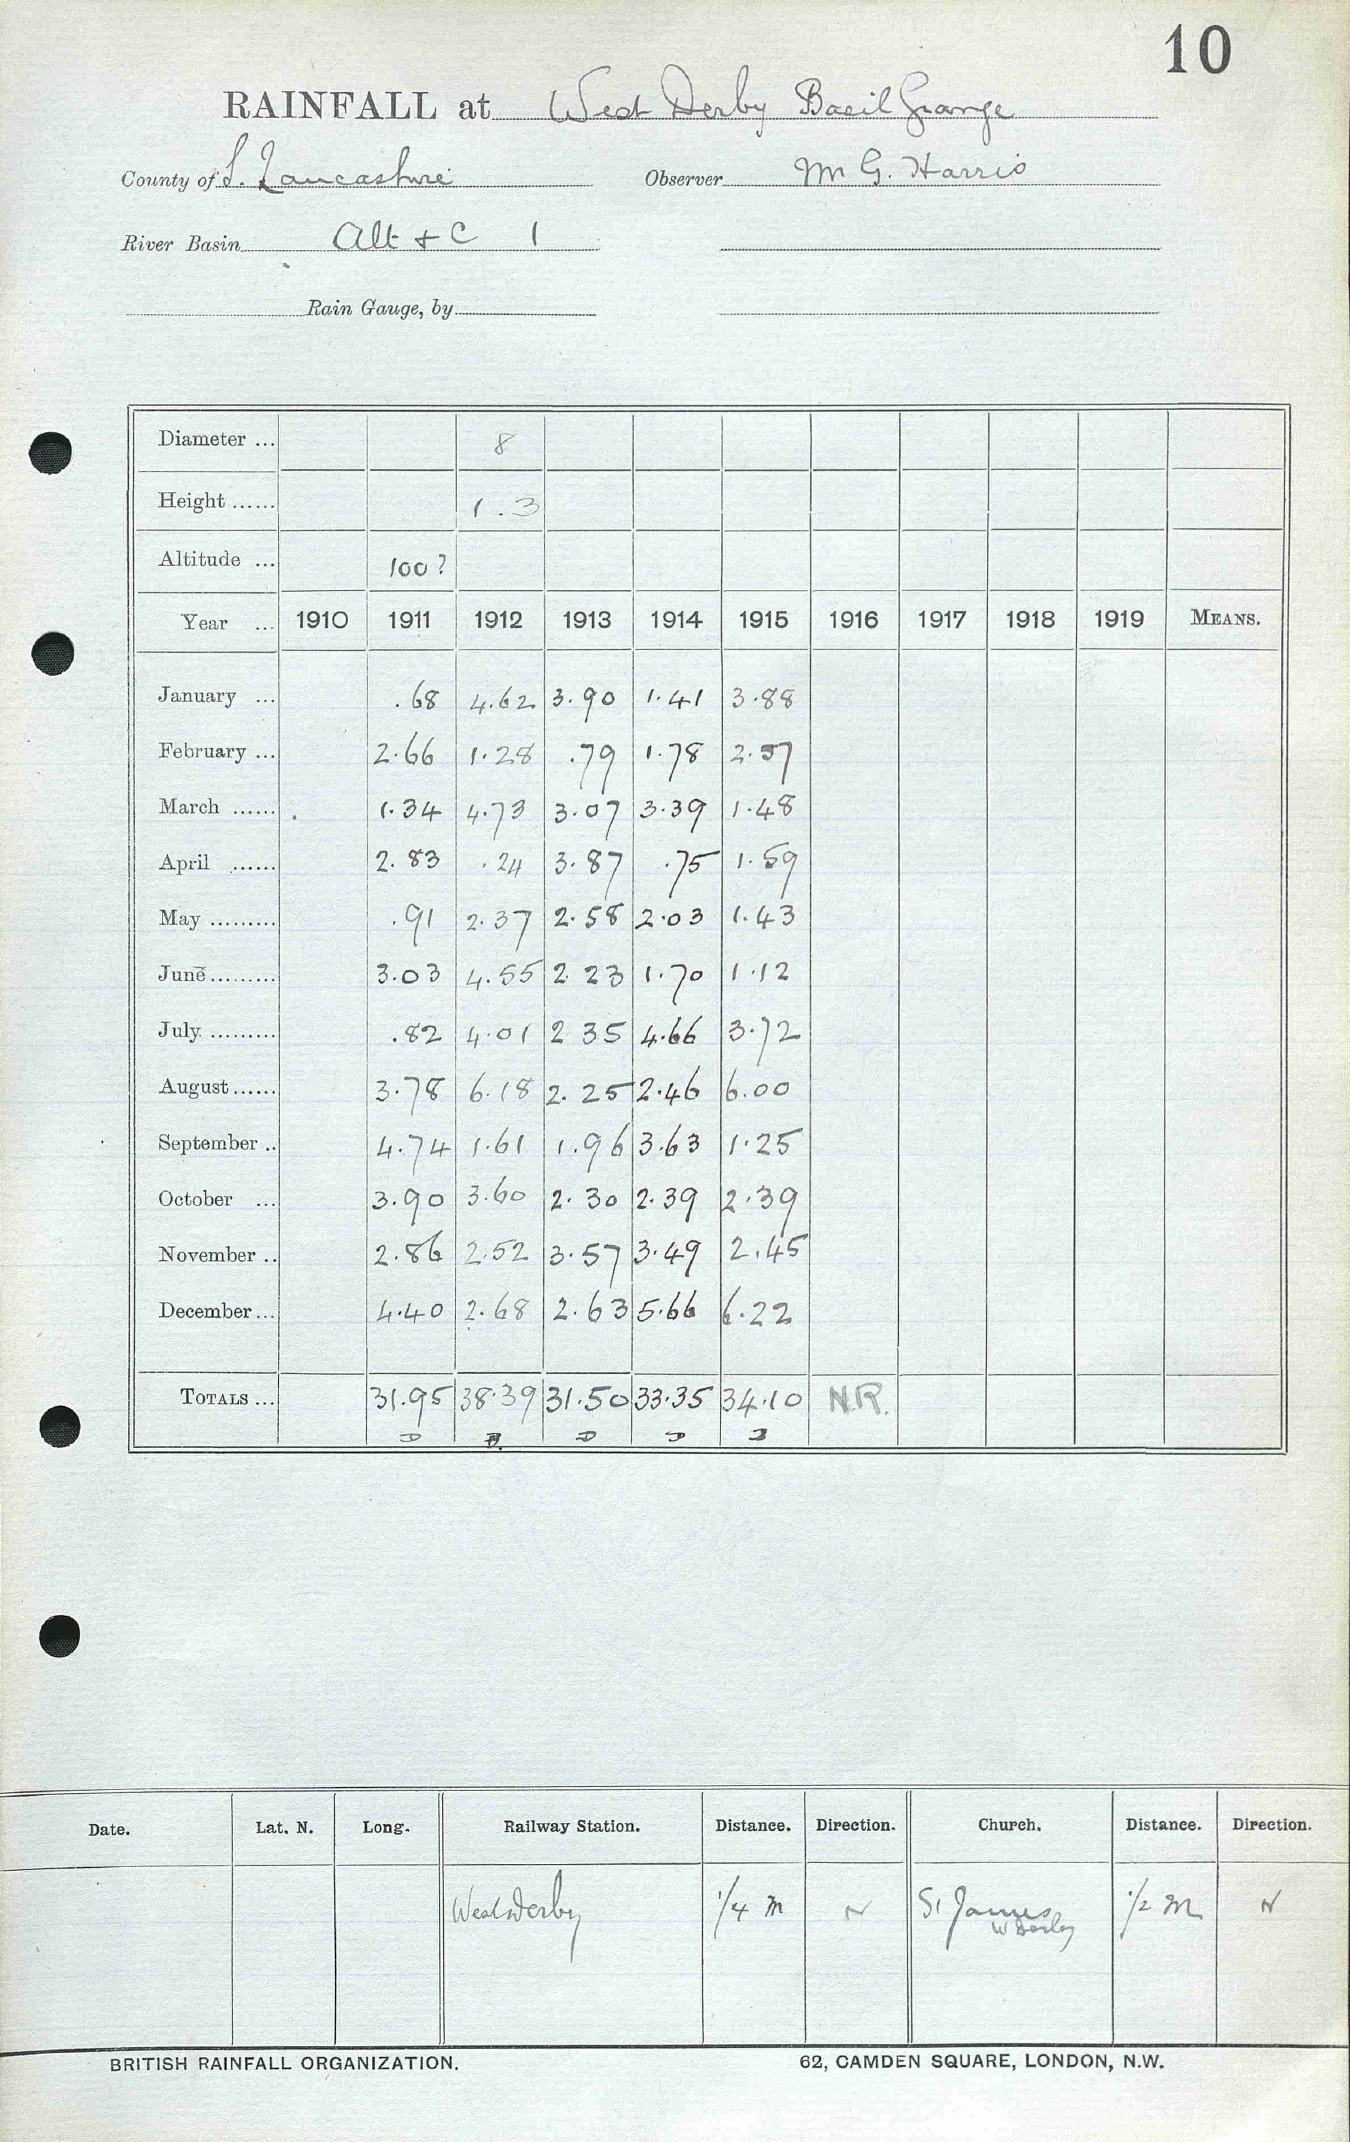 10
RAINFALL at West Derby Basil Grange
County of S. Lancashire Observer M G. Harris
River Basin Alt + C 1
Rain Gauge, by
Diameter ... 8
Height ...... 1.3
Altitude ... 100?
Year ... 1910 1911 1912 1913 1914 1915 1916 1917 1918 1919 MEANS.
January ... .68 4.62 3.90 1.41 3.88
February ... 2.66 1.28 .79 1.78 2.57
March ...... 1.34 4.73 3.07 3.39 1.48
April ...... 2.83 .24 3.87 .75 1.59
May ......... .91 2.37 2.58 2.03 1.43
June ......... 3.03 4.55 2 23 1.70 1.12
July ......... .82 4.01 2 35 4.66 3.72
August ...... 3.78 6.18 2.25 2.46 6.00
September .. 4.74 1.61 1.96 3.63 1.25
October ... 3.90 3.60 2.30 2.39 2.39
November .. 2.86 2.52 3.57 3.49 2.45
December ... 4.40 2.68 2.63 5.66 6.22
TOTALS ... 31.95 38.39 31.50 33.35 34.10 N.R.
Date. Lat. N. Long. Railway Station. Distance. Direction. Church. Distance. Direction.
West Derby 1/4 m N St James 1/2 m N
W Derby
BRITISH RAINFALL ORGANIZATION. 62, CAMDEN SQUARE, LONDON, N.W.